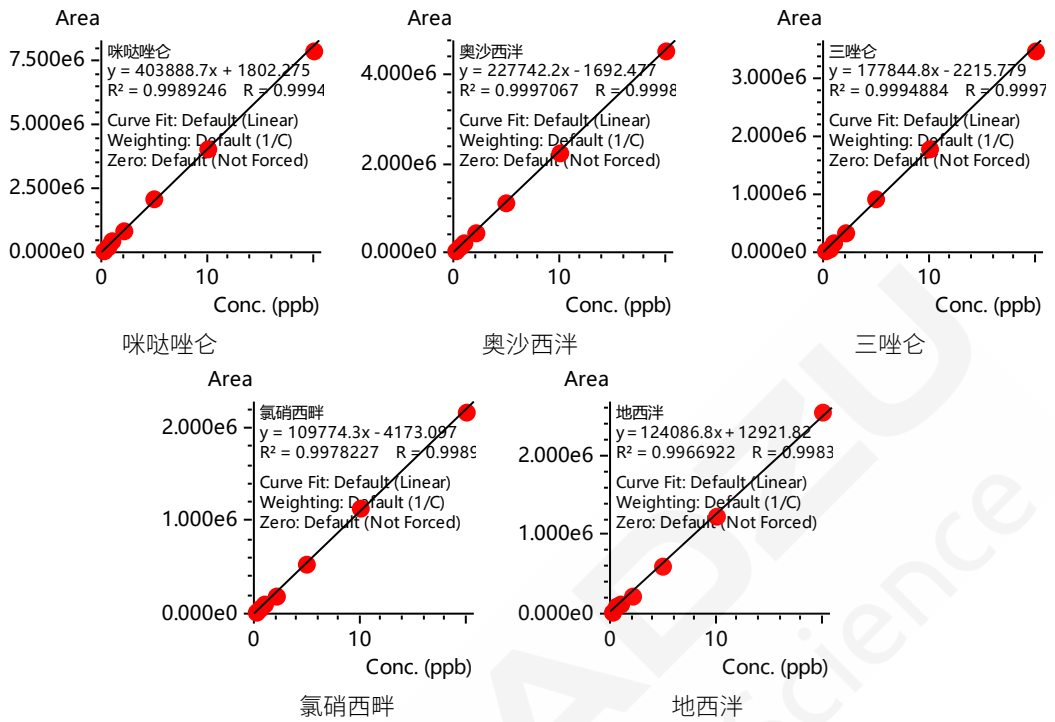 Area
7.500e6
5.000e6
2.500e6
0.000e0
咪哒唑仑
y = 403888.7x + 1802.275
R² = 0.9989246 R = 0.9994
Curve Fit: Default (Linear)
Weighting: Default (1/C)
Zero: Default (Not Forced)
0
10
Conc. (ppb)
咪哒唑仑
Area
4.000e6
2.000e6
0.000e0
奥沙西泮
y = 227742.2x - 1692.477
R² = 0.9997067 R = 0.9998
Curve Fit: Default (Linear)
Weighting: Default (1/C)
Zero: Default (Not Forced)
0
10
Conc. (ppb)
奥沙西泮
Area
3.000e6
2.000e6
1.000e6
0.000e0
三唑仑
y = 177844.8x - 2215.779
R² = 0.9994884 R = 0.9997
Curve Fit: Default (Linear)
Weighting: Default (1/C)
Zero: Default (Not Forced)
0
10
Conc. (ppb)
三唑仑
Area
2.000e6
1.000e6
0.000e0
氯硝西畔
y = 109774.3x - 4173.097
R² = 0.9978227 R = 0.9989
Curve Fit: Default (Linear)
Weighting: Default (1/C)
Zero: Default (Not Forced)
0
10
Conc. (ppb)
氯硝西畔
Area
2.000e6
1.000e6
0.000e0
地西泮
y = 124086.8x + 12921.82
R² = 0.9966922 R = 0.9983
Curve Fit: Default (Linear)
Weighting: Default (1/C)
Zero: Default (Not Forced)
0
10
Conc. (ppb)
地西泮
ADZU
science